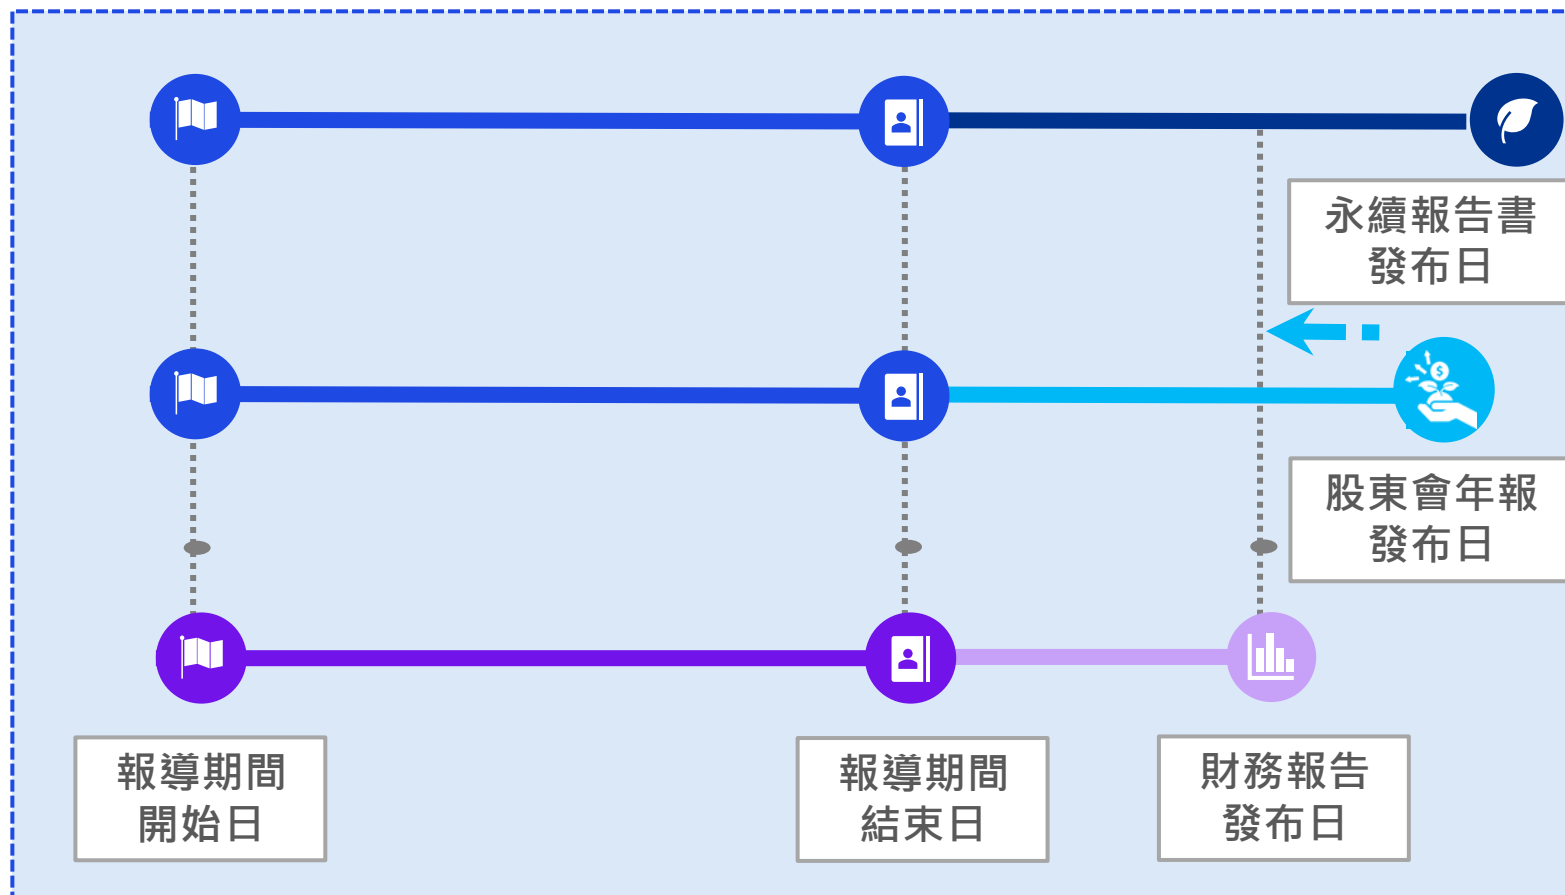 永續報告書
發布日
股東會年報
發布日
報導期間
開始日
報導期間
結束日
財務報告
發布日